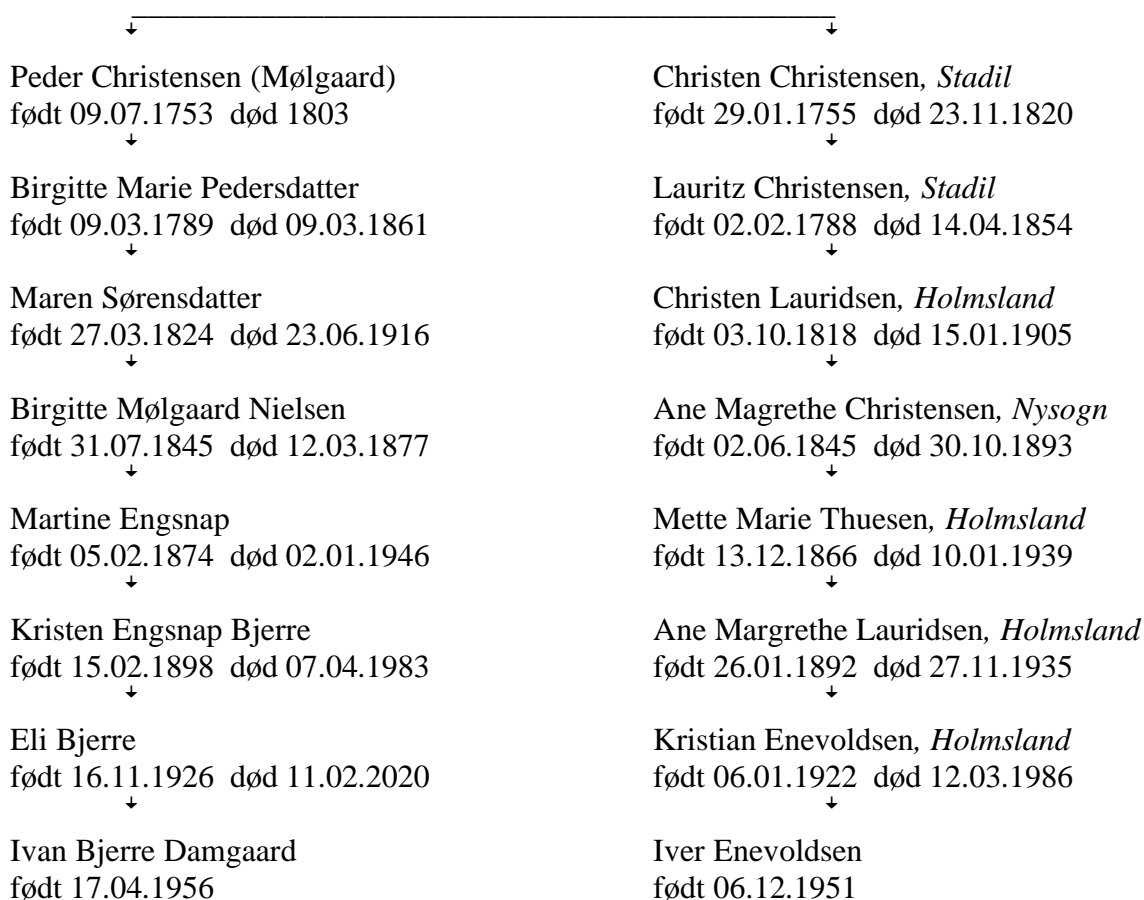 Peder Christensen (Mølgaard)
født 09.07.1753 død 1803
Birgitte Marie Pedersdatter
født 09.03.1789 død 09.03.1861
Maren Sørensdatter
født 27.03.1824 død 23.06.1916
Birgitte Mølgaard Nielsen
født 31.07.1845 død 12.03.1877
Martine Engsnap
født 05.02.1874 død 02.01.1946
Kristen Engsnap Bjerre
født 15.02.1898 død 07.04.1983
Eli Bjerre
født 16.11.1926 død 11.02.2020
Ivan Bjerre Damgaard
født 17.04.1956
Christen Christensen, Stadil
født 29.01.1755 død 23.11.1820
Lauritz Christensen, Stadil
født 02.02.1788 død 14.04.1854
Christen Lauridsen, Holmsland
født 03.10.1818 død 15.01.1905
Ane Magrethe Christensen, Nysogn
født 02.06.1845 død 30.10.1893
Mette Marie Thuesen, Holmsland
født 13.12.1866 død 10.01.1939
Ane Margrethe Lauridsen, Holmsland
født 26.01.1892 død 27.11.1935
Kristian Enevoldsen, Holmsland
født 06.01.1922 død 12.03.1986
Iver Enevoldsen
født 06.12.1951